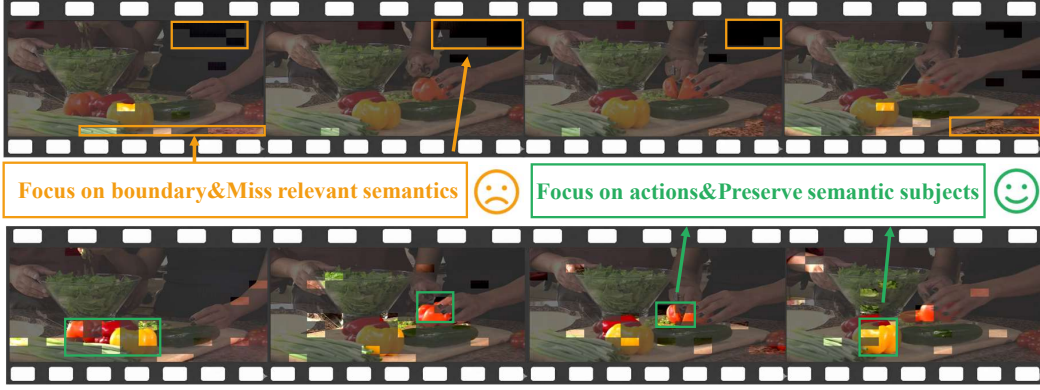 Focus on boundary&Miss relevant semantics
Focus on actions&Preserve semantic subjects